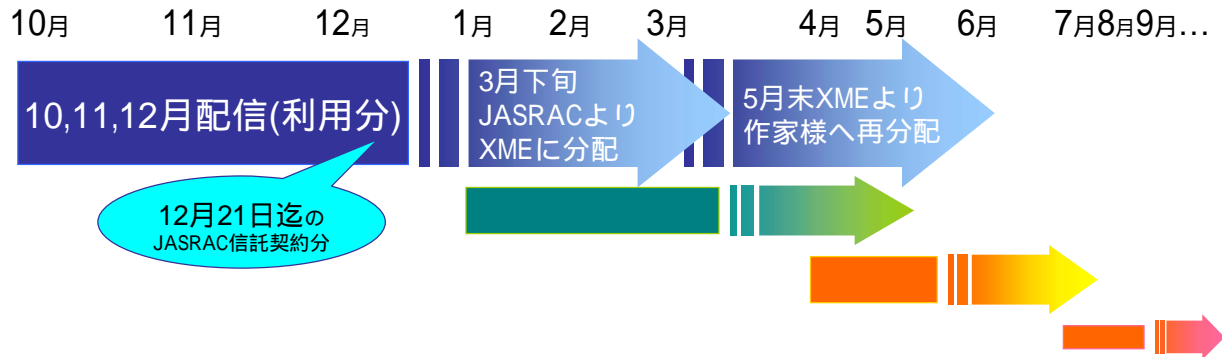 10月 11月 12月 1月 2月 3月 4月 5月 6月 7月8月9月…
10,11,12月配信(利用分)
3月下旬
JASRACより
XMEに分配
5月末XMEより
作家様へ再分配
12月21日迄の
JASRAC信託契約分